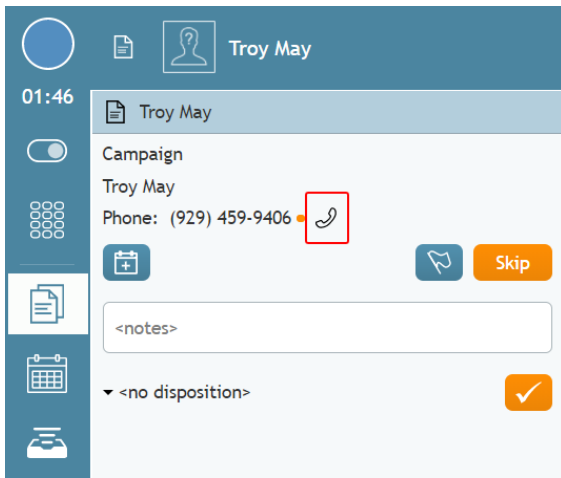 Troy May
01:46
Troy May
Campaign
Troy May
Phone: (929) 459-9406
Skip
<notes>
<no disposition>